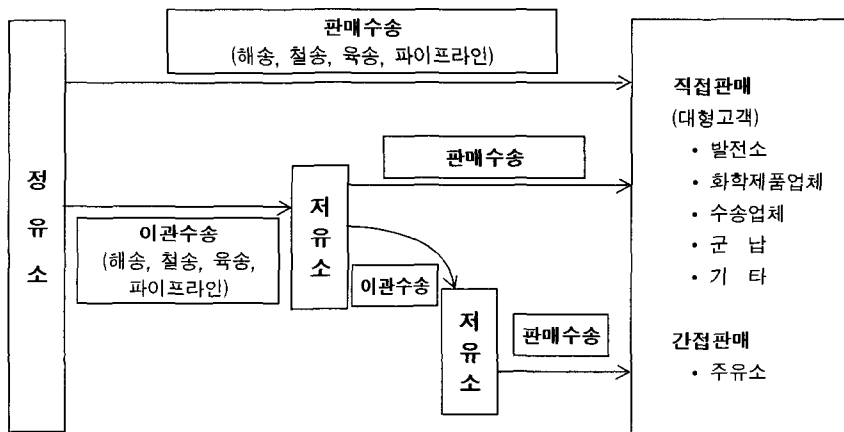 판매수송
(해송, 철송, 육송, 파이프라인)
정
유
소
이관수송
(해송, 철송, 육송,
파이프라인)
저
유
소
판매수송
이관수송
저
유
소
판매수송
직접판매
(대형고객)
• 발전소
• 화학제품업체
• 수송업체
• 군 납
• 기 타
간접판매
• 주유소